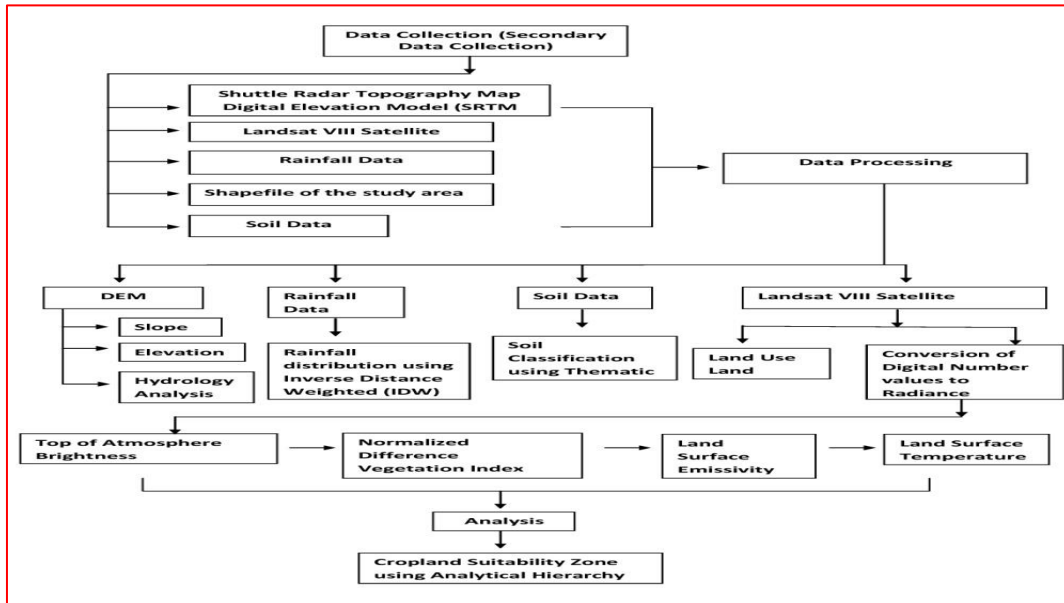 Data Collection (Secondary
Data Collection)
Shuttle Radar Topography Map
Digital Elevation Model (SRTM
Landsat VIII Satellite
Rainfall Data
Shapefile of the study area
Soil Data
Data Processing
DEM
Slope
Elevation
Hydrology
Analysis
Rainfall
Data
Rainfall
distribution using
Inverse Distance
Weighted (IDW)
Soil Data
Soil
Classification
using Thematic
Landsat VIII Satellite
Land Use
Land
Conversion of
Digital Number
values to
Radiance
Top of Atmosphere
Brightness
Normalized
Difference
Vegetation Index
Land
Surface
Emissivity
Land Surface
Temperature
Analysis
Cropland Suitability Zone
using Analytical Hierarchy